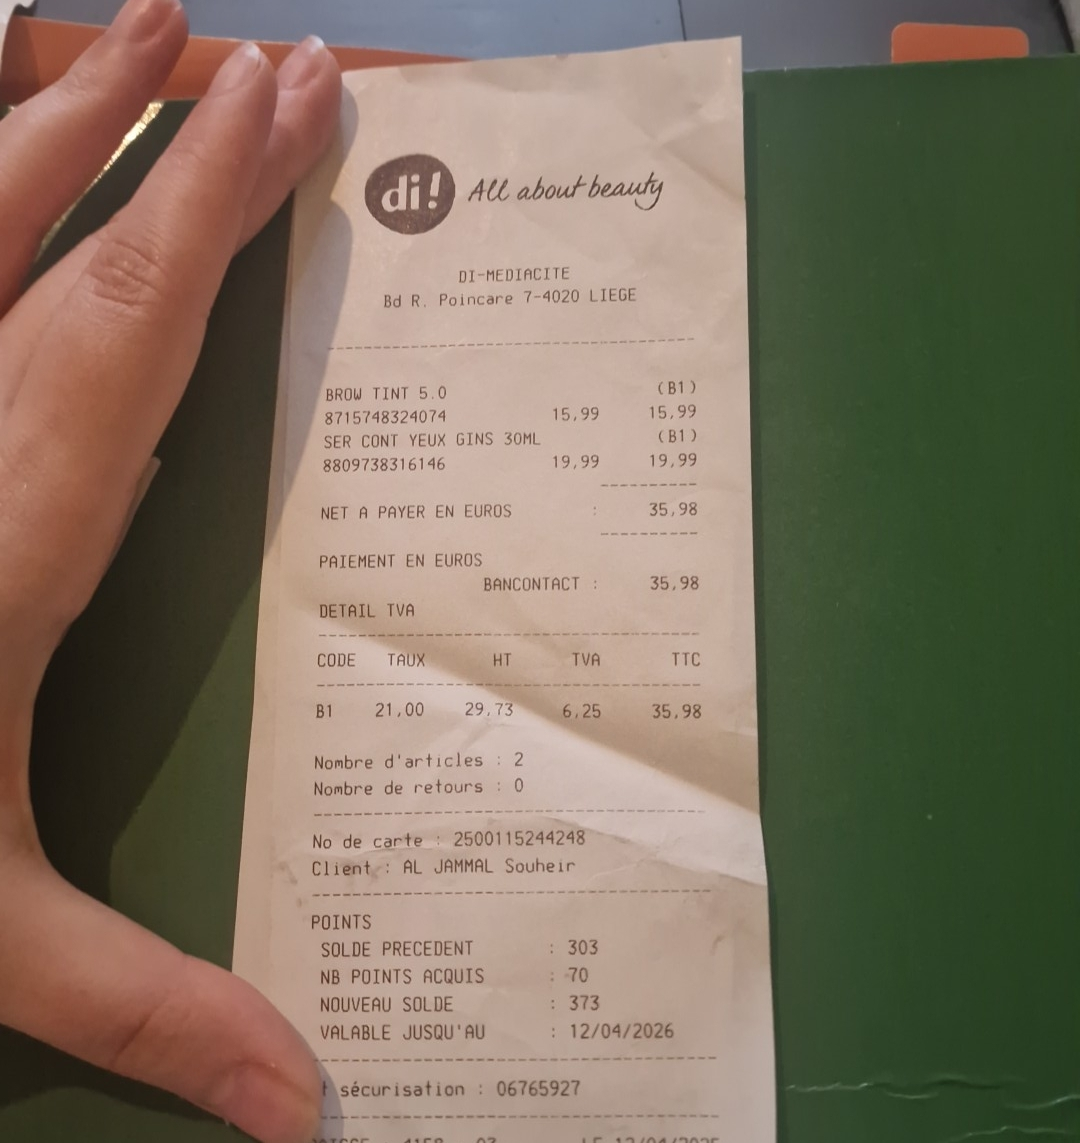 di! All about beauty
DI-MEDIACITE
Bd R. Poincare 7-4020 LIEGE
BROW TINT 5.0 (B1)
8715748324074 15,99 15,99
SER CONT YEUX GINS 30ML (B1)
8809738316146 19,99 19,99
NET A PAYER EN EUROS : 35,98
PAIEMENT EN EUROS
BANCONTACT : 35,98
DETAIL TVA
CODE TAUX HT TVA TTC
B1 21,00 29,73 6,25 35,98
Nombre d'articles : 2
Nombre de retours : 0
No de carte : 2500115244248
Client : AL JAMMAL Souheir
POINTS
SOLDE PRECEDENT : 303
NB POINTS ACQUIS : 70
NOUVEAU SOLDE : 373
VALABLE JUSQU'AU : 12/04/2026
t sécurisation : 06765927